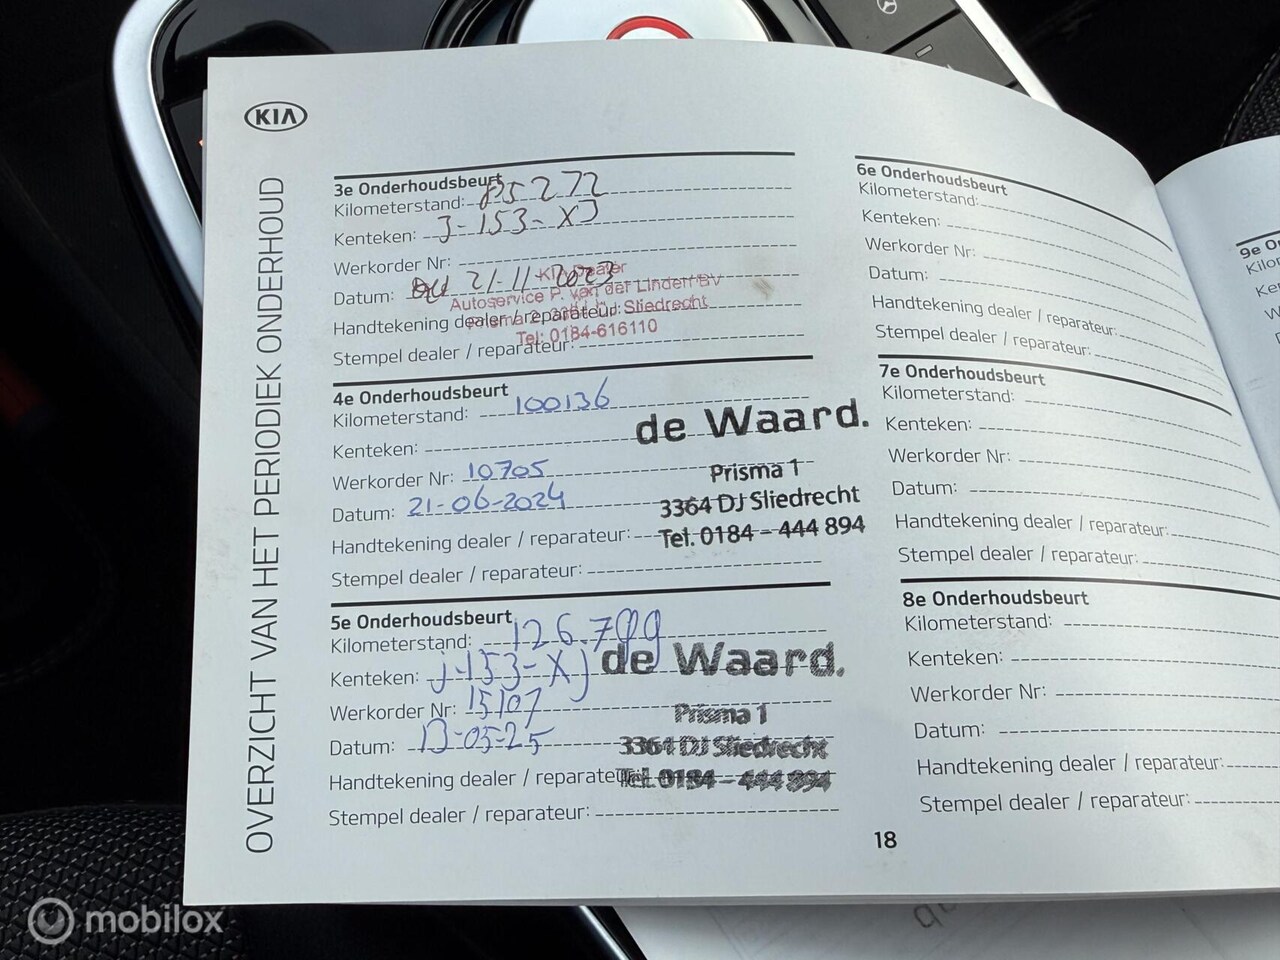 KIA
OVERZICHT VAN HET PERIODIEK ONDERHOUD
3e Onderhoudsbeurt
Kilometerstand: 85272
Kenteken: J-153-XJ
Werkorder Nr:
Datum: 21-11-2023
Kia Dealer
Autoservice P. van der Linden BV
Handtekening dealer / reparateur: Sliedrecht
Tel: 0184-616110
Stempel dealer / reparateur:
4e Onderhoudsbeurt
Kilometerstand: 100136
Kenteken:
Werkorder Nr: 10705
Datum: 21-06-2024
Handtekening dealer / reparateur:
Stempel dealer / reparateur:
de Waard.
Prisma 1
3364 DJ Sliedrecht
Tel. 0184 - 444 894
5e Onderhoudsbeurt
Kilometerstand: 126.799
Kenteken: J-153-XJ
Werkorder Nr: 15107
Datum: 13-05-25
Handtekening dealer / reparateur:
Stempel dealer / reparateur:
de Waard.
Prisma 1
3364 DJ Sliedrecht
Tel. 0184 - 444 894
6e Onderhoudsbeurt
Kilometerstand:
Kenteken:
Werkorder Nr:
Datum:
Handtekening dealer / reparateur:
Stempel dealer / reparateur:
7e Onderhoudsbeurt
Kilometerstand:
Kenteken:
Werkorder Nr:
Datum:
Handtekening dealer / reparateur:
Stempel dealer / reparateur:
8e Onderhoudsbeurt
Kilometerstand:
Kenteken:
Werkorder Nr:
Datum:
Handtekening dealer / reparateur:
Stempel dealer / reparateur:
18
9e O
Kilo
Ke
mobilox